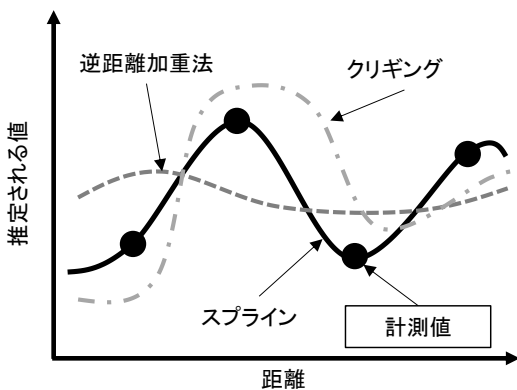 逆距離加重法
クリギング
推定される値
スプライン
計測値
距離